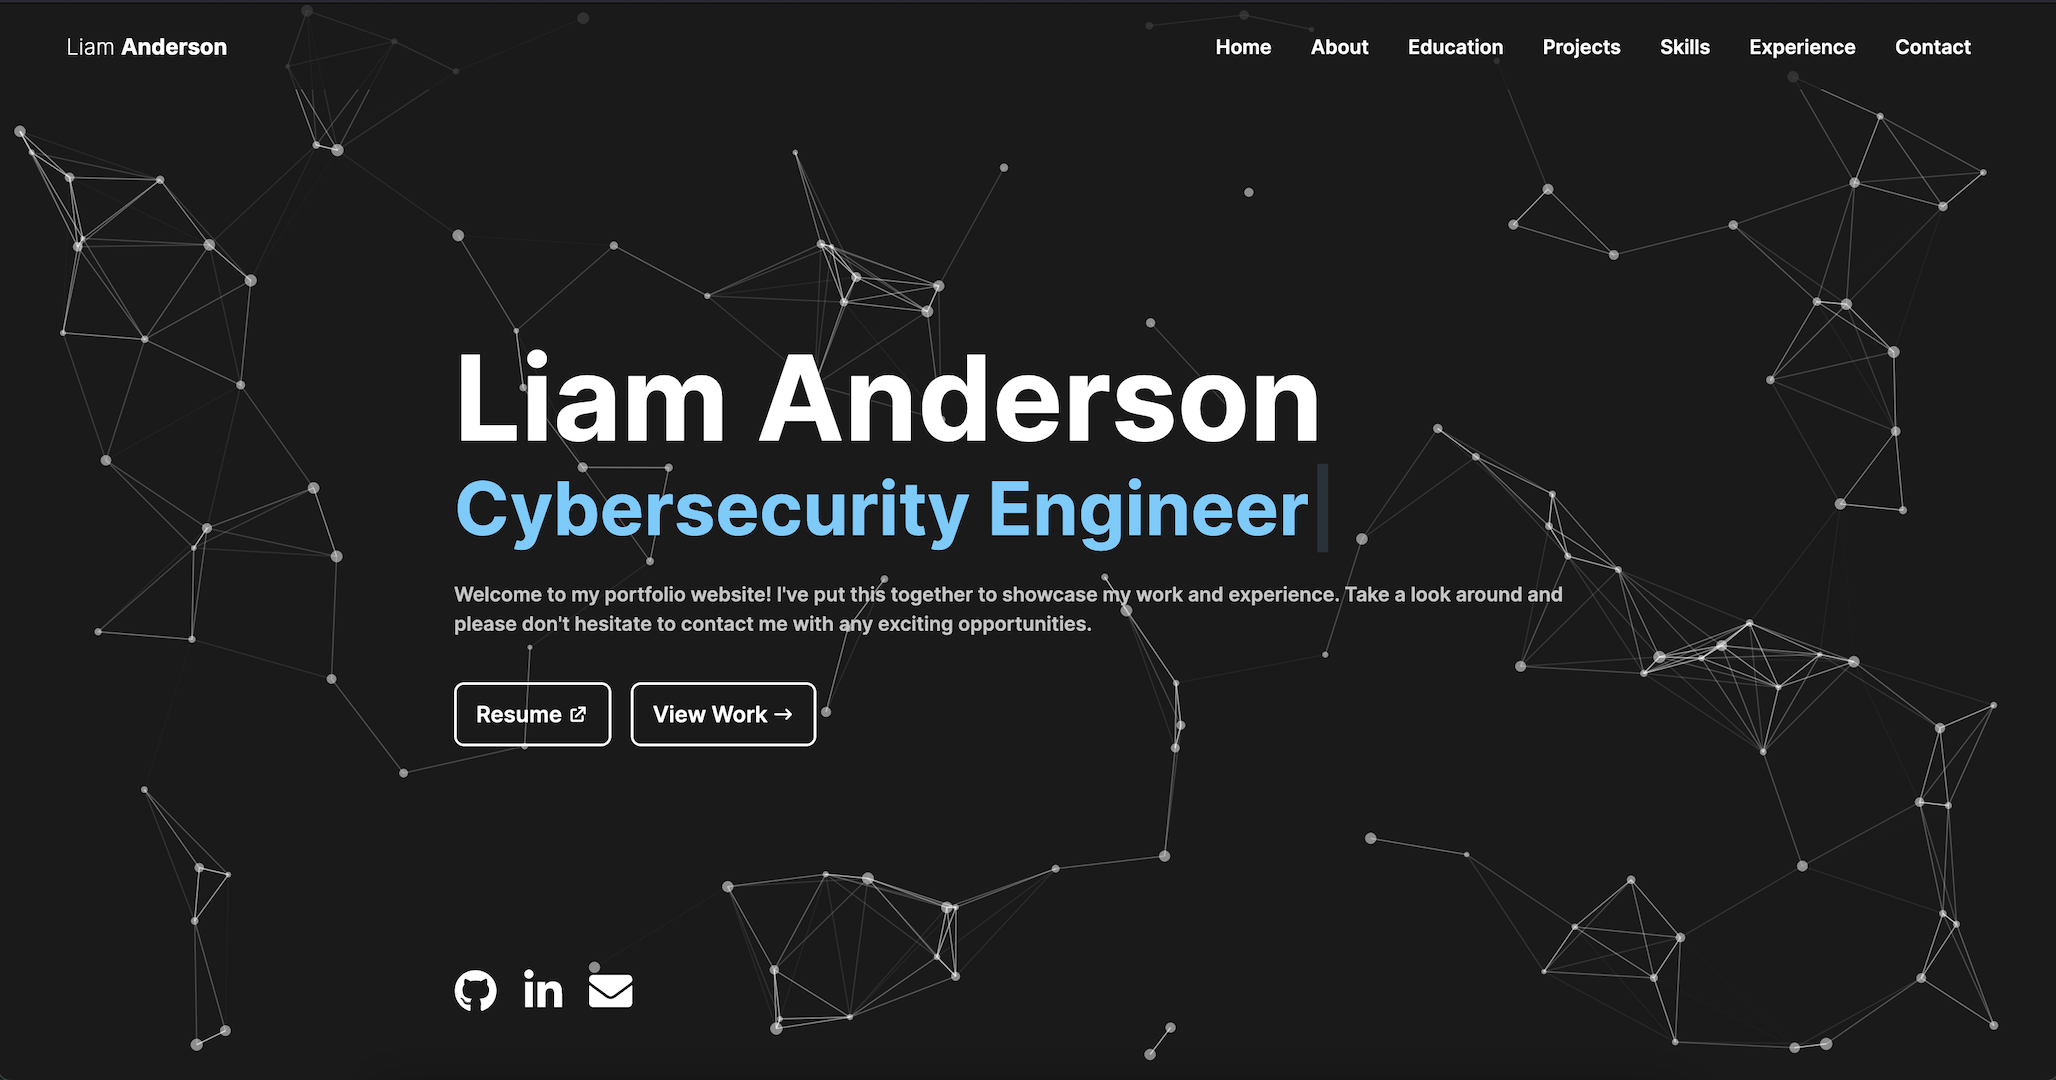 Liam Anderson
Home About Education Projects Skills Experience Contact
Liam Anderson
Cybersecurity Engineer
Welcome to my portfolio website! I've put this together to showcase my work and experience. Take a look around and
please don't hesitate to contact me with any exciting opportunities.
Resume
View Work →
in